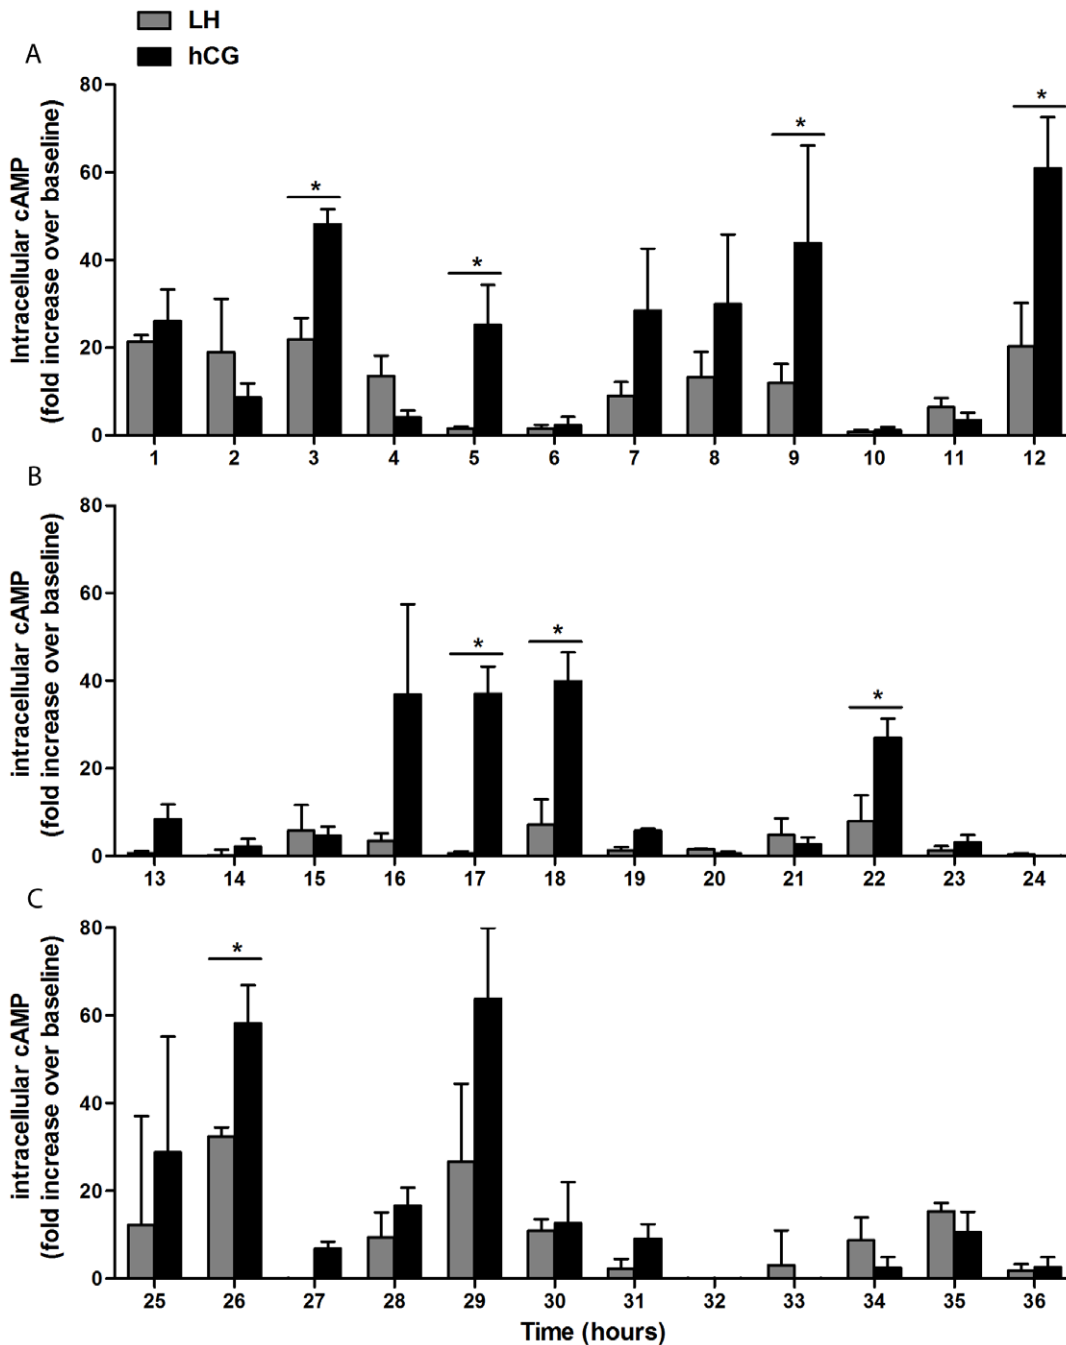 LH
hCG
A
Intracellular cAMP
(fold increase over baseline)
80
60
40
20
0
*
*
*
*
1 2 3 4 5 6 7 8 9 10 11 12
B
intracellular cAMP
(fold increase over baseline)
80
60
40
20
0
*
*
*
13 14 15 16 17 18 19 20 21 22 23 24
C
intracellular cAMP
(fold increase over baseline)
80
60
40
20
0
*
25 26 27 28 29 30 31 32 33 34 35 36
Time (hours)